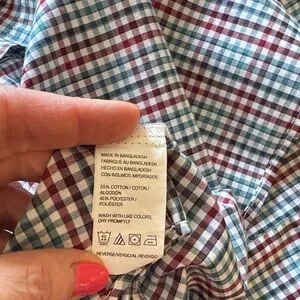 MADE IN BANGLADESH
FABRIQUÉ AU BANGLADESH
HECHO EN BANGLADESH
CON INSUMOS IMPORTADOS
55% COTTON / COTON /
ALGODÓN
45% POLYESTER /
POLIÉSTER
WASH WITH LIKE COLORS,
DRY PROMPTLY
REVERSE/VERSO/AL REVERSO